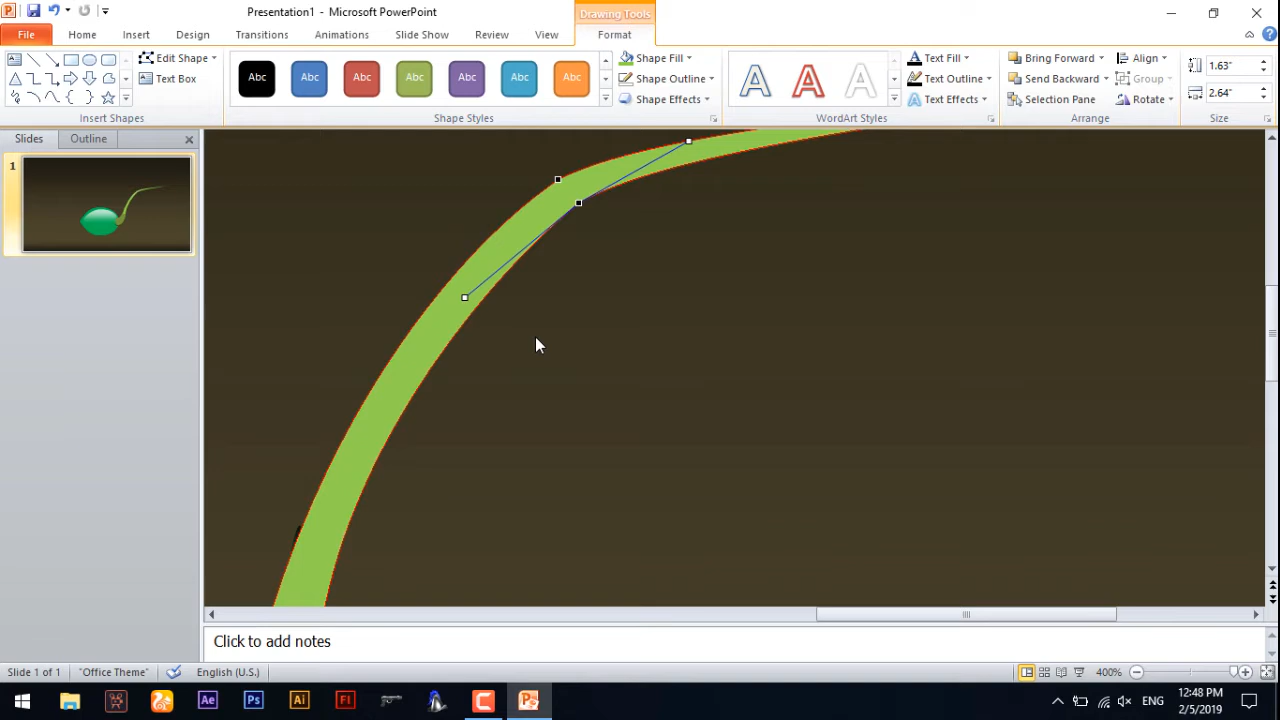 Presentation1 - Microsoft PowerPoint
Drawing Tools
File Home Insert Design Transitions Animations Slide Show Review View Format
Edit Shape
Text Box
Insert Shapes
Abc Abc Abc Abc Abc Abc Abc
Shape Fill
Shape Outline
Shape Effects
Shape Styles
A A A
Text Fill
Text Outline
Text Effects
WordArt Styles
Bring Forward
Send Backward
Selection Pane
Align
Group
Rotate
Arrange
1.63"
2.64"
Size
Slides Outline
1
Click to add notes
Slide 1 of 1 "Office Theme" English (U.S.) 400%
Ae Ps Ai Fl
ENG
12:48 PM
2/5/2019